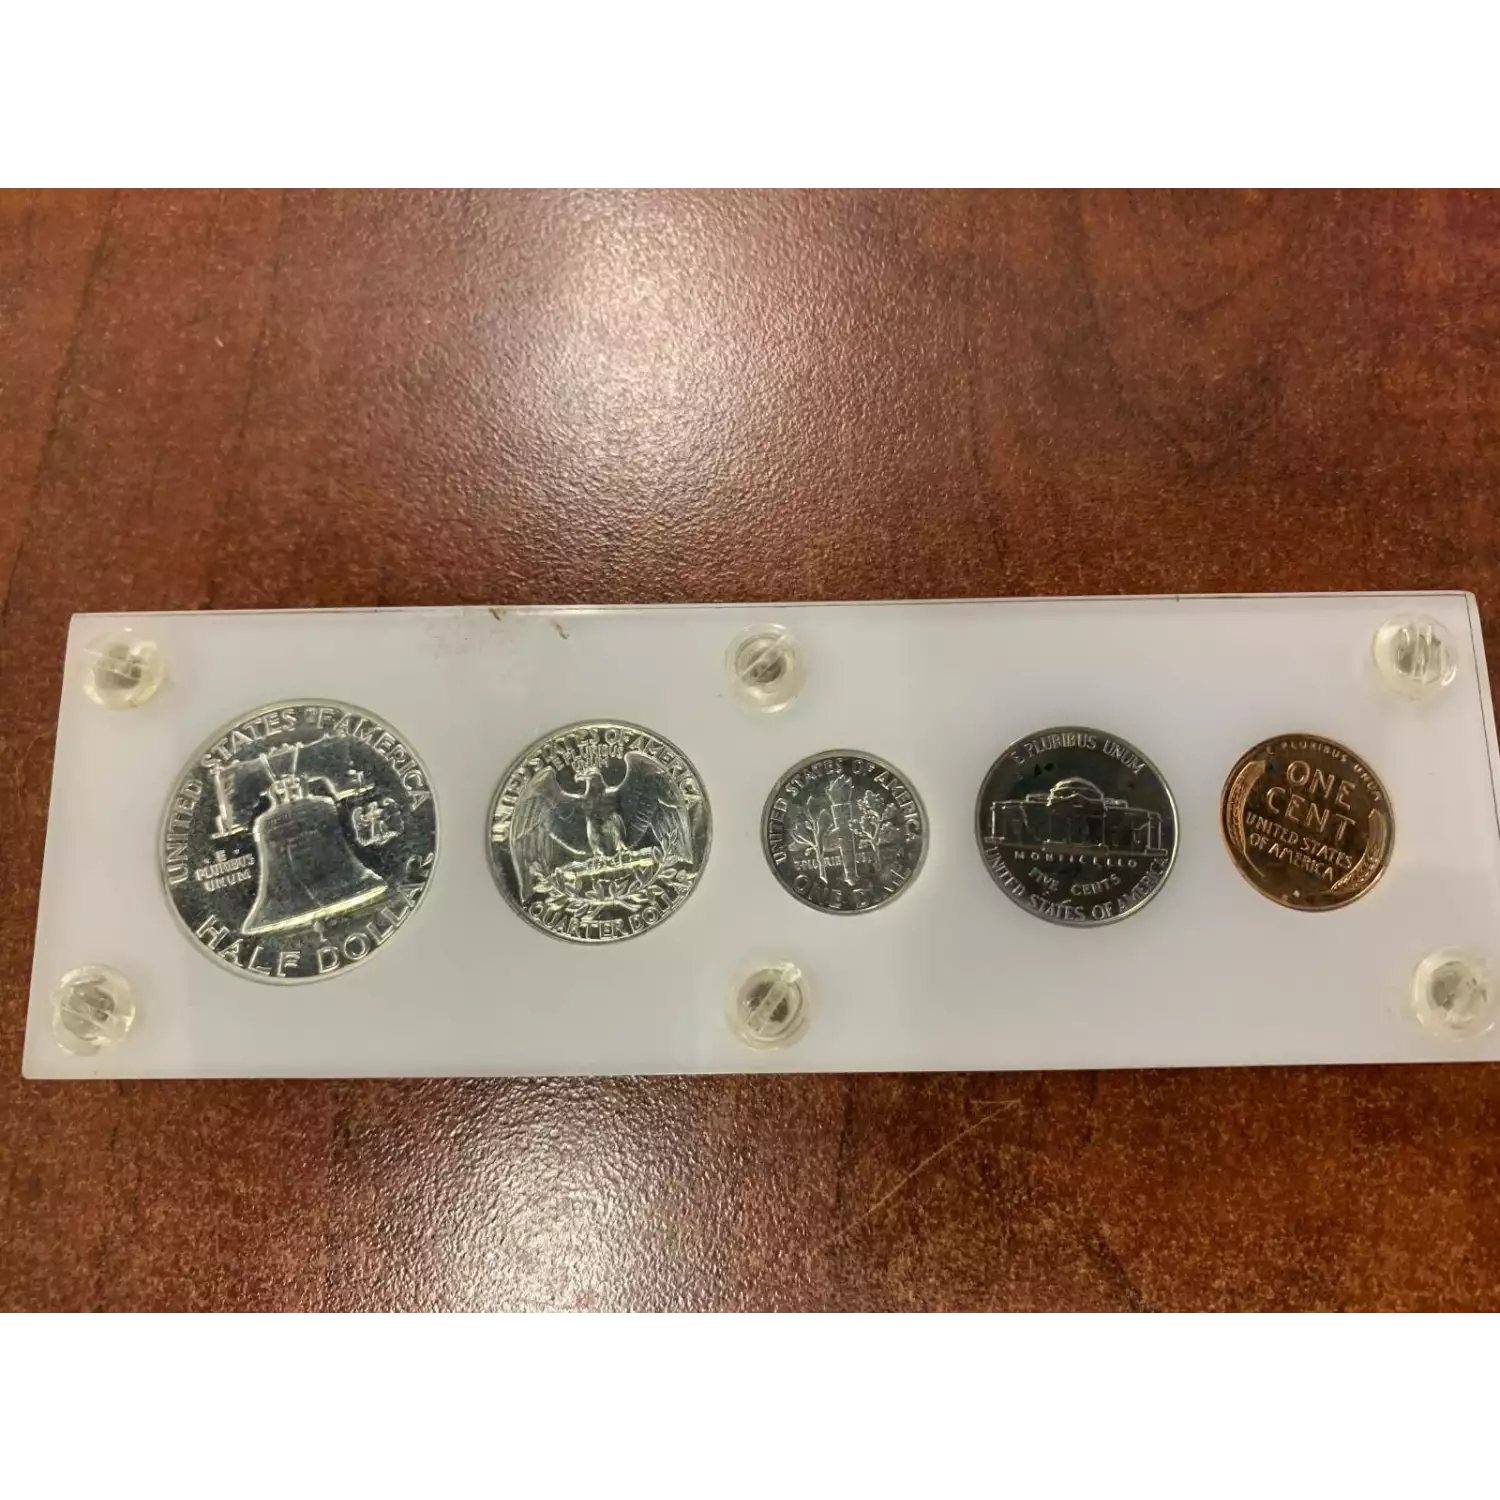 UNITED STATES OF AMERICA
E
PLURIBUS
UNUM
HALF DOLLAR
UNITED STATES OF AMERICA
E PLURIBUS
UNUM
QUARTER DOLLAR
UNITED STATES OF AMERICA
ONE DIME
E PLURIBUS UNUM
MONTICELLO
FIVE CENTS
UNITED STATES OF AMERICA
E PLURIBUS UNUM
ONE
CENT
UNITED STATES
OF AMERICA